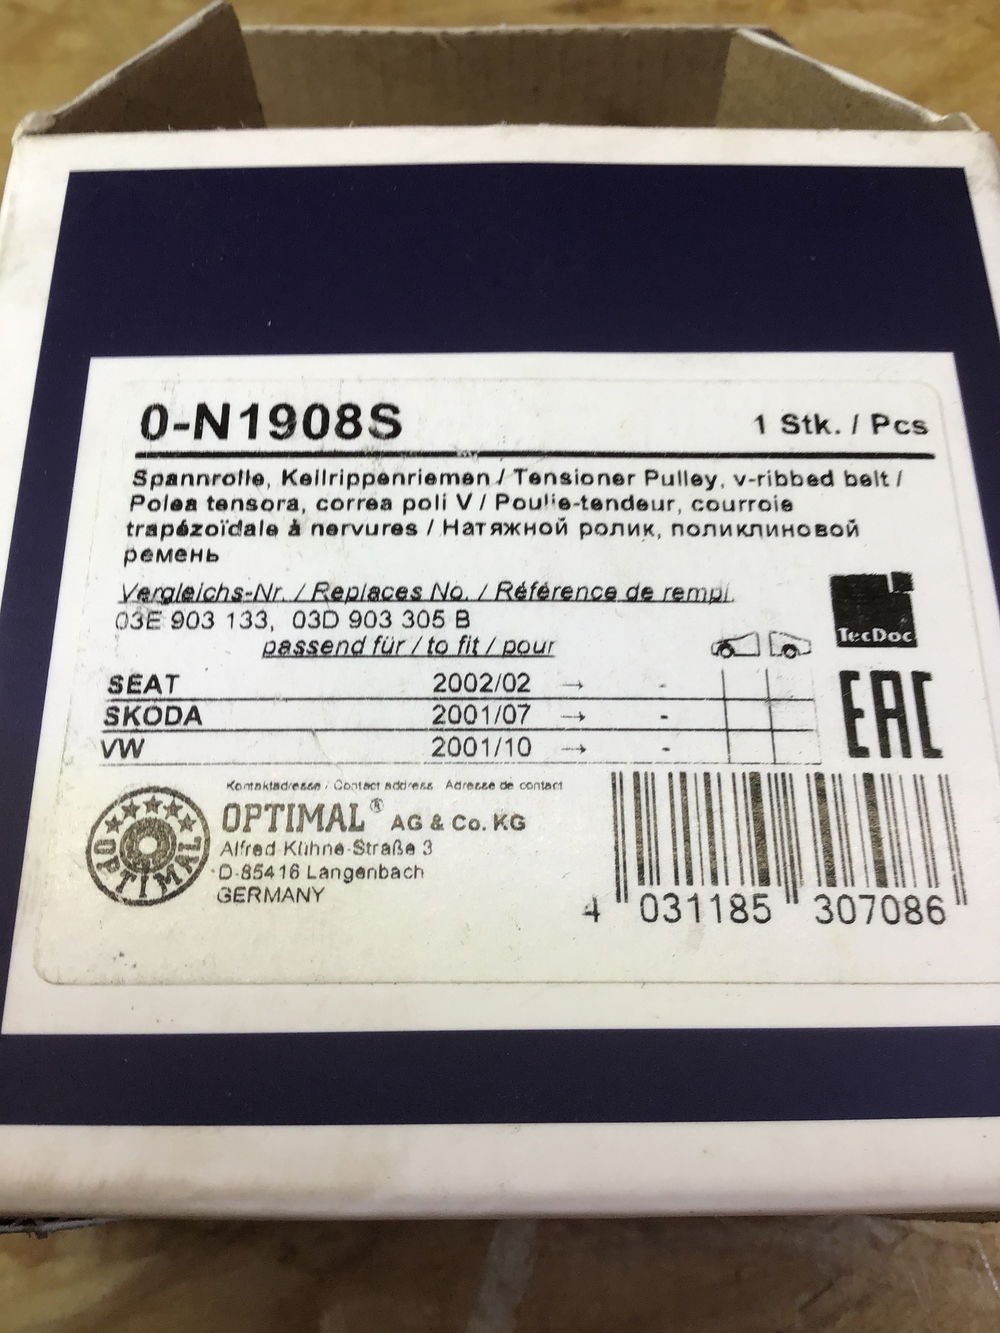 0-N1908S 1 Stk. / Pcs
Spannrolle, Keilrippenriemen / Tensioner Pulley, v-ribbed belt /
Polea tensora, correa poli V / Poulie-tendeur, courroie
trapézoïdale à nervures / Натяжной ролик, поликлиновой
ремень
Vergleichs-Nr. / Replaces No. / Référence de rempl.
03E 903 133, 03D 903 305 B
passend für / to fit / pour
TecDoc
SEAT 2002/02 → -
SKODA 2001/07 → -
VW 2001/10 → -
EAC
Kontaktadresse / Contact address Adresse de contact
OPTIMAL® AG & Co. KG
Alfred-Kühne-Straße 3
D-85416 Langenbach
GERMANY
OPTIMAL
4 031185 307086